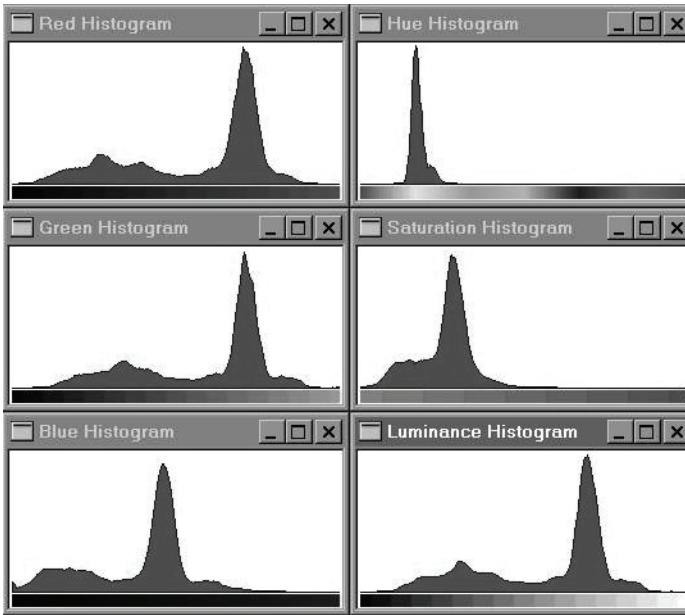 Red Histogram
Hue Histogram
Green Histogram
Saturation Histogram
Blue Histogram
Luminance Histogram